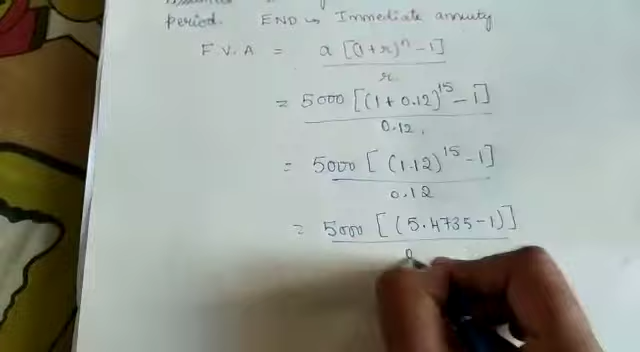 period. END ↪ Immediate annuity
F.V.A = a [(1+r)^n -1]
r
= 5000 [(1+0.12)^15 -1]
0.12
= 5000 [(1.12)^15 -1]
0.12
= 5000 [(5.4735-1)]
0